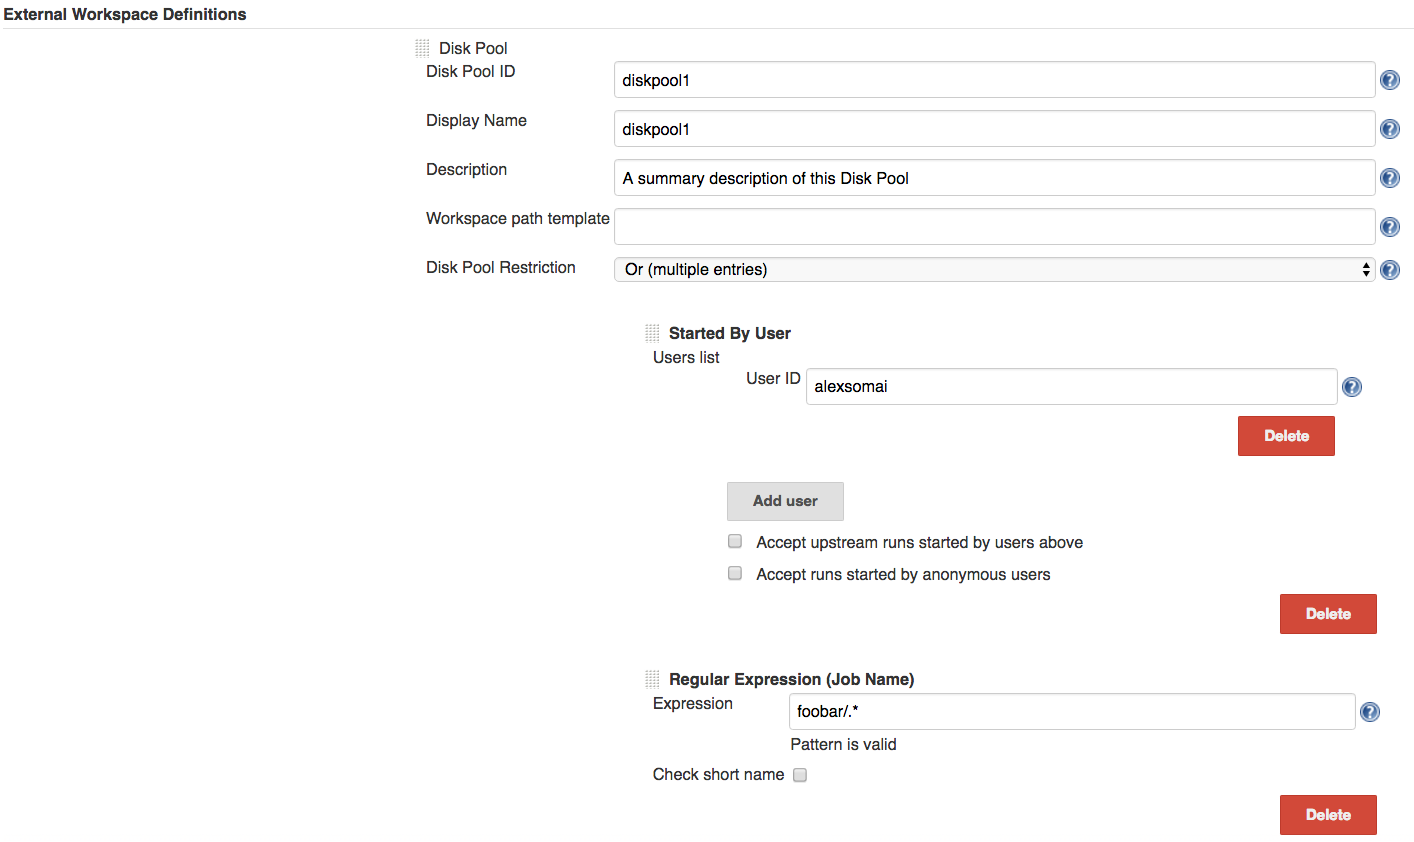 External Workspace Definitions
Disk Pool
Disk Pool ID
diskpool1
Display Name
diskpool1
Description
A summary description of this Disk Pool
Workspace path template
Disk Pool Restriction
Or (multiple entries)
Started By User
Users list
User ID
alexsomai
Delete
Add user
Accept upstream runs started by users above
Accept runs started by anonymous users
Delete
Regular Expression (Job Name)
Expression
foobar/.*
Pattern is valid
Check short name
Delete